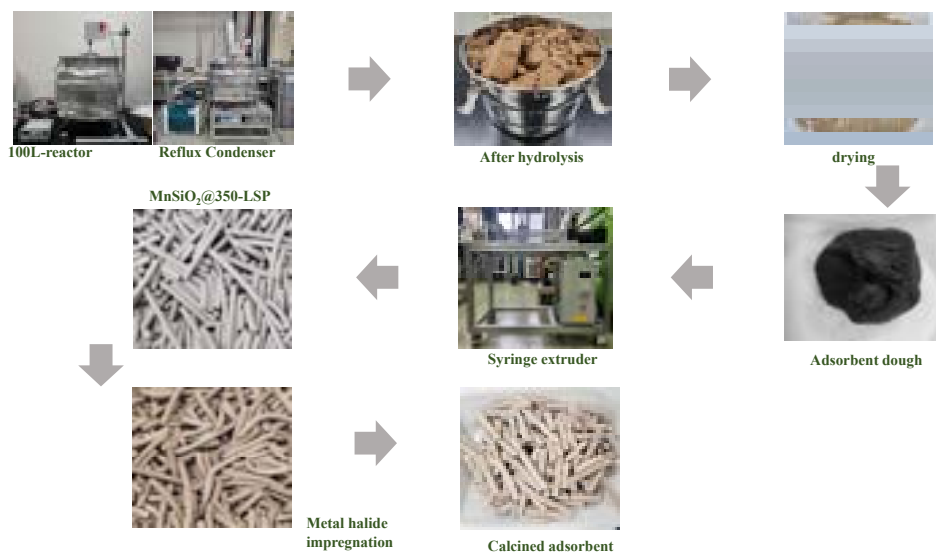 100L-reactor
Reflux Condenser
After hydrolysis
drying
MnSiO₂@350-LSP
Syringe extruder
Adsorbent dough
Metal halide
impregnation
Calcined adsorbent